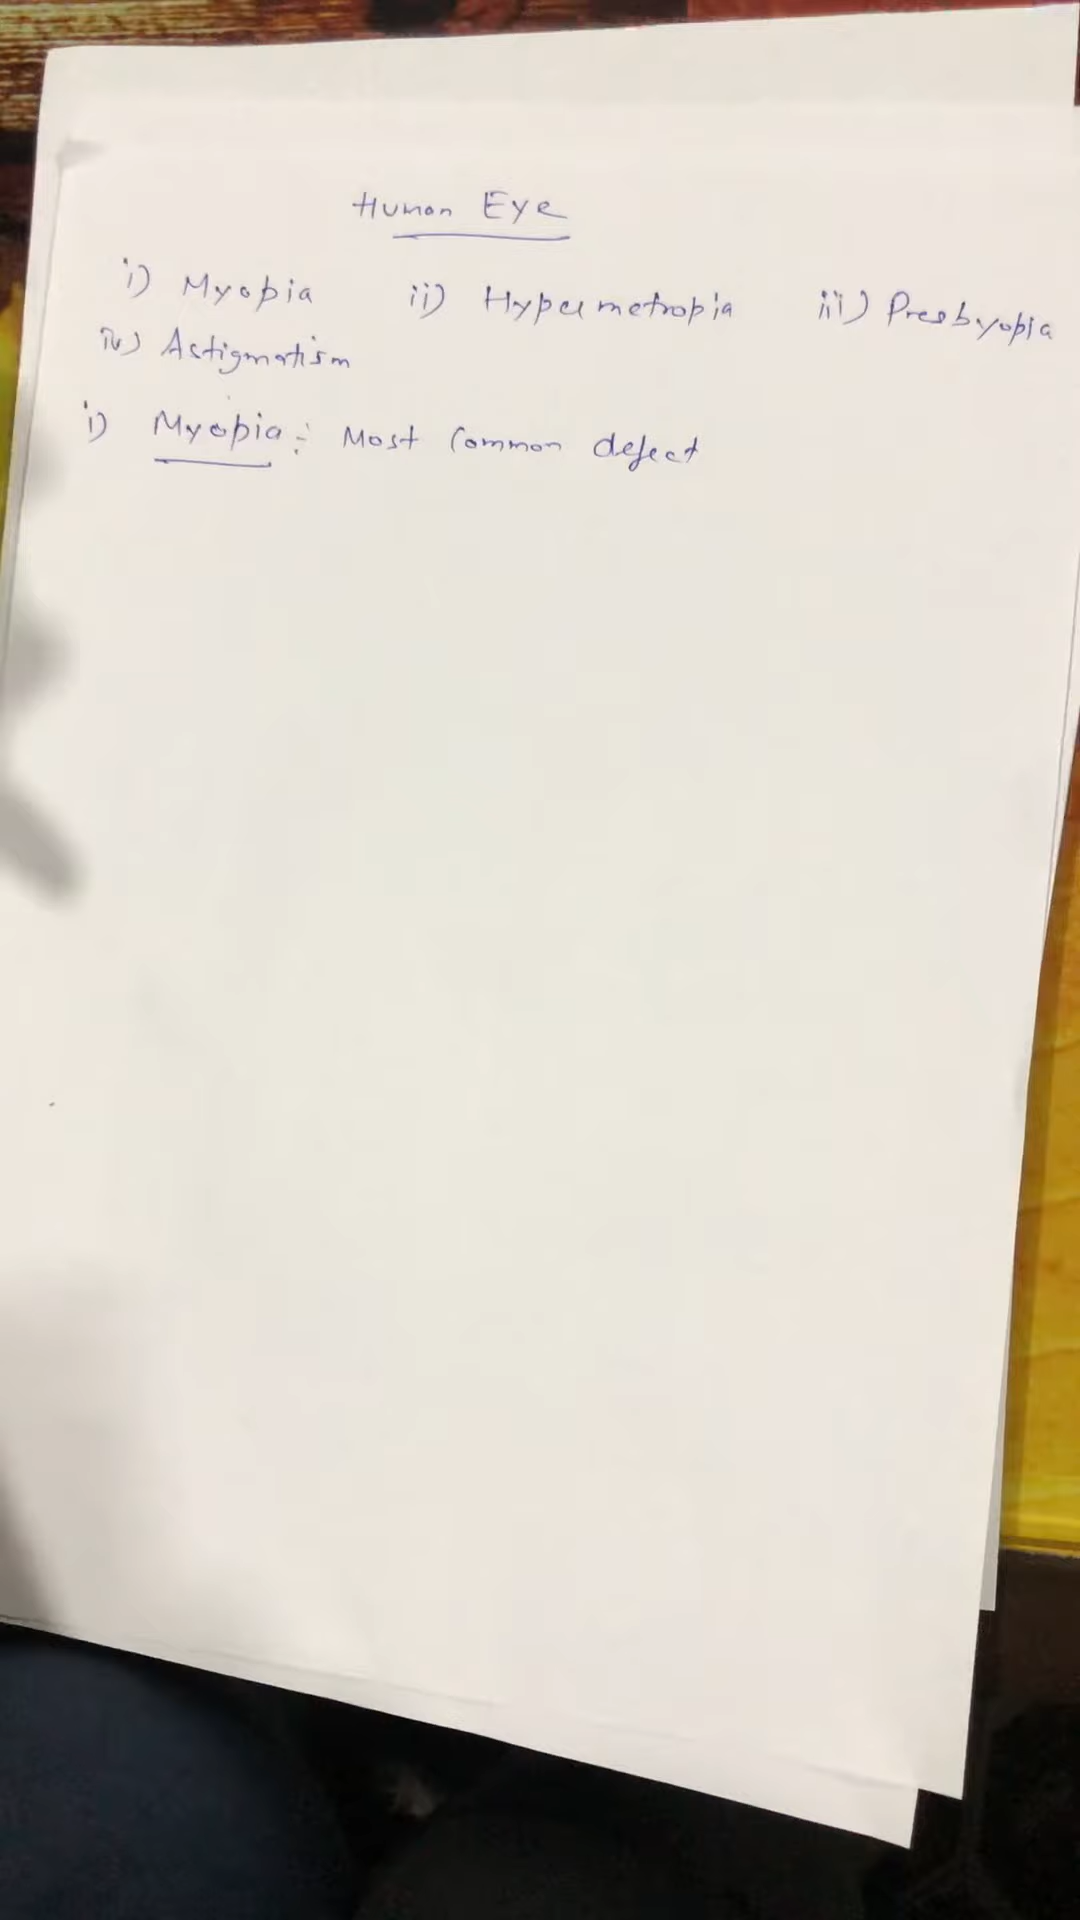 Human Eye
i) Myopia ii) Hypermetropia iii) Presbyopia
iv) Astigmatism
i) Myopia : Most Common defect